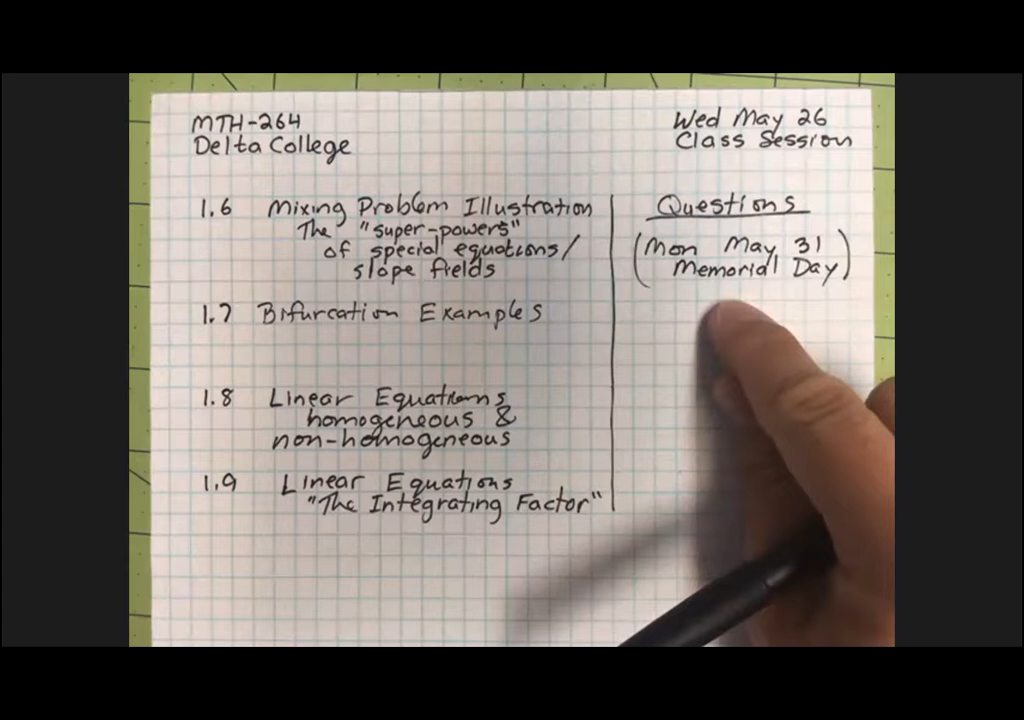 MTH-264
Delta College
Wed May 26
Class Session
1.6 Mixing Problem Illustration
The "super-powers"
of special equations/
slope fields
1.7 Bifurcation Examples
1.8 Linear Equations
homogeneous &
non-homogeneous
1.9 Linear Equations
"The Integrating Factor"
Questions
(Mon May 31
Memorial Day)